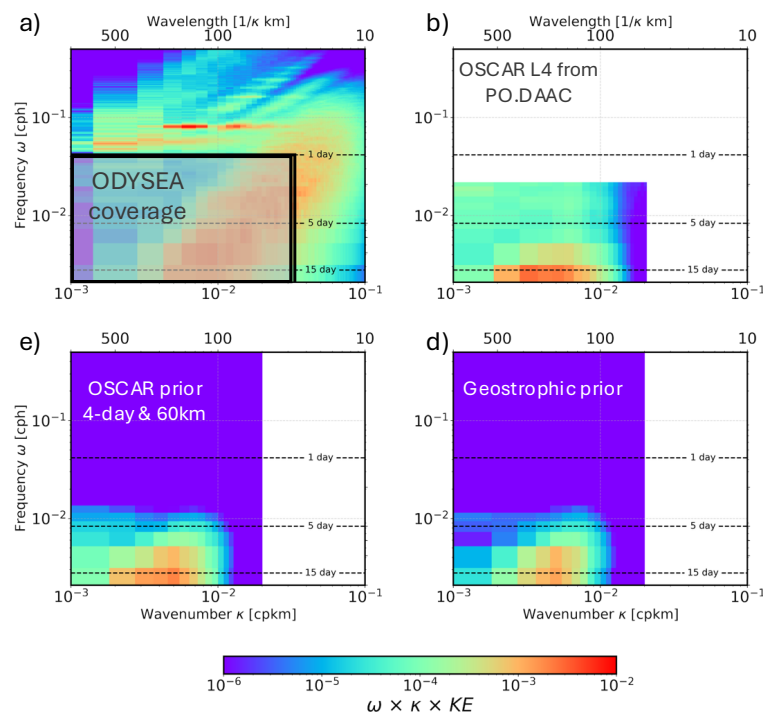 a)
Wavelength [1/κ km]
500
100
10
Frequency ω [cph]
10⁻¹
10⁻²
ODYSEA
coverage
1 day
5 day
15 day
10⁻³
10⁻²
10⁻¹
b)
Wavelength [1/κ km]
500
100
10
OSCAR L4 from
PO.DAAC
10⁻¹
10⁻²
1 day
5 day
15 day
10⁻³
10⁻²
10⁻¹
e)
500
100
10
OSCAR prior
4-day & 60km
Frequency ω [cph]
10⁻¹
10⁻²
1 day
5 day
15 day
10⁻³
10⁻²
10⁻¹
Wavenumber κ [cpkm]
d)
500
100
10
Geostrophic prior
10⁻¹
10⁻²
1 day
5 day
15 day
10⁻³
10⁻²
10⁻¹
Wavenumber κ [cpkm]
10⁻⁶
10⁻⁵
10⁻⁴
10⁻³
10⁻²
ω × κ × KE